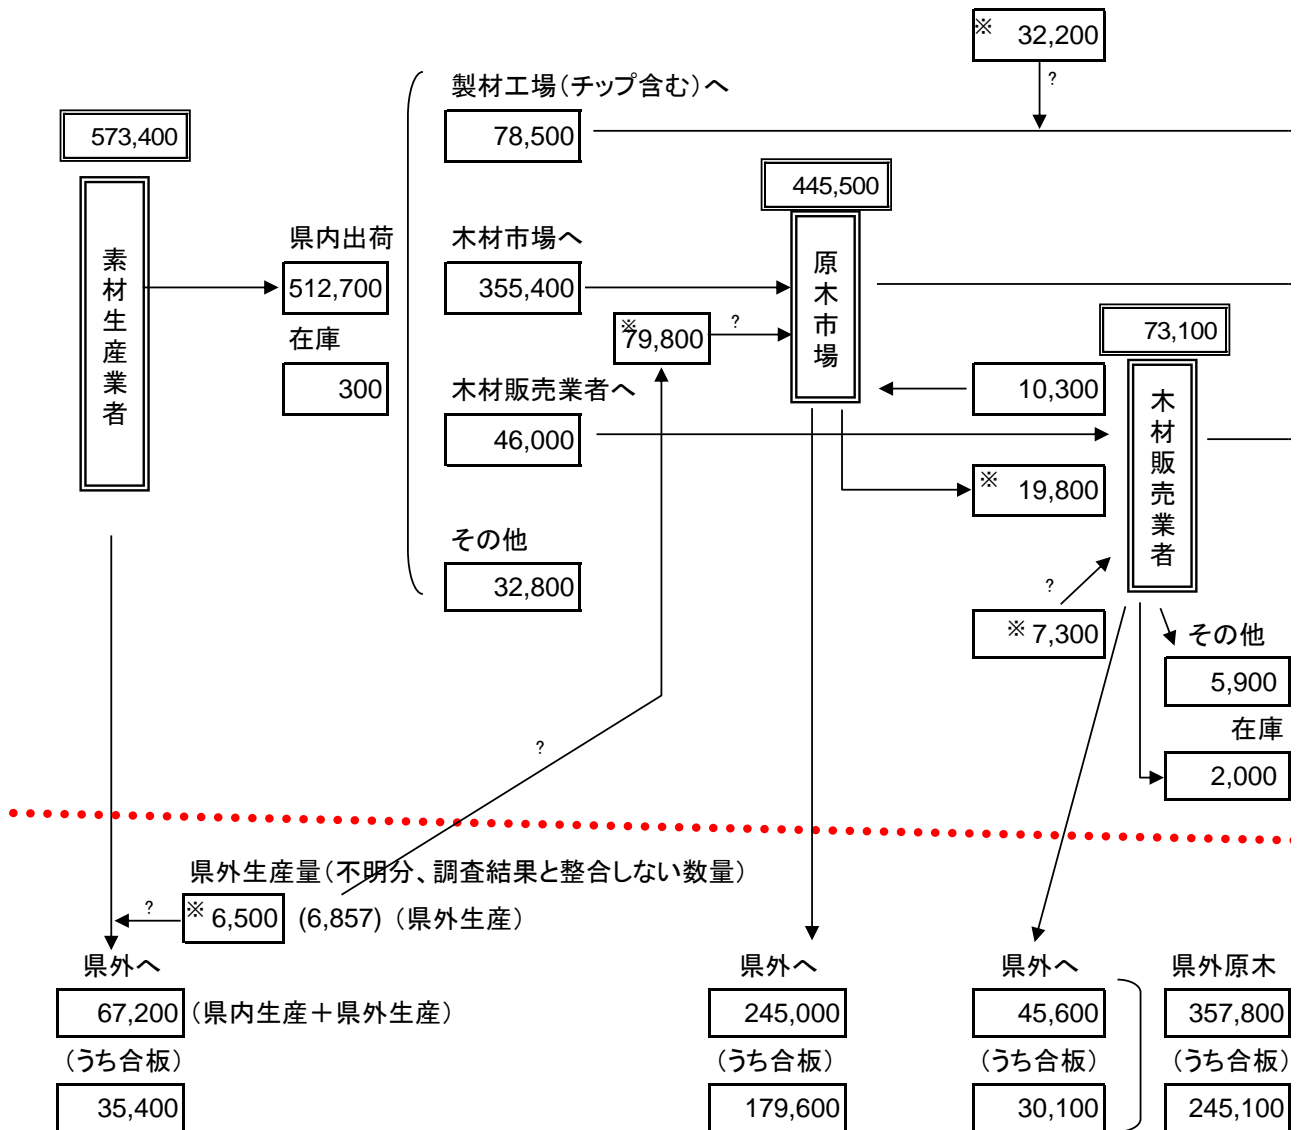 ※ 32,200
?
製材工場(チップ含む)へ
78,500
573,400
445,500
素材生産業者
県内出荷
512,700
在庫
300
木材市場へ
355,400
※79,800
?
原木市場
73,100
木材販売業者へ
46,000
10,300
※ 19,800
木材販売業者
その他
32,800
?
※ 7,300
その他
5,900
在庫
2,000
?
県外生産量(不明分、調査結果と整合しない数量)
?
※ 6,500 (6,857) (県外生産)
県外へ
67,200 (県内生産+県外生産)
(うち合板)
35,400
県外へ
245,000
(うち合板)
179,600
県外へ
45,600
(うち合板)
30,100
県外原木
357,800
(うち合板)
245,100